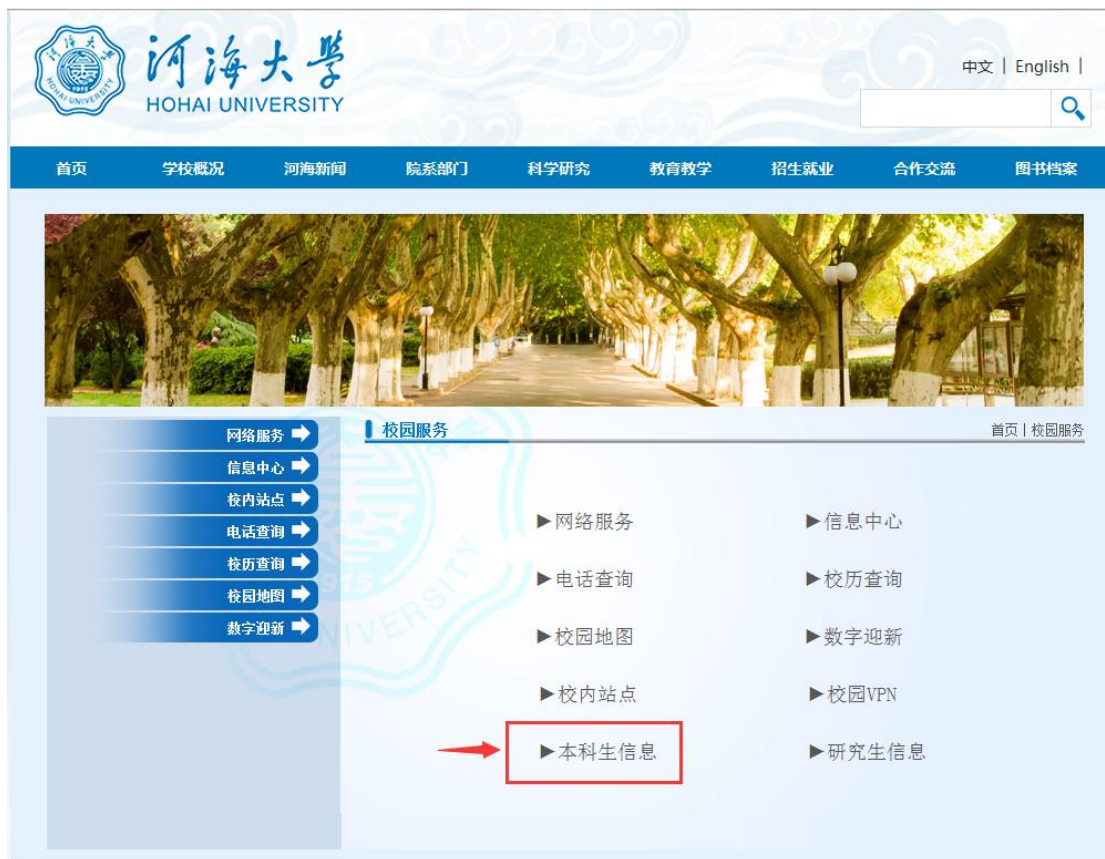 河海大學
HOHAI UNIVERSITY
中文 | English |
首页 学校概况 河海新闻 院系部门 科学研究 教育教学 招生就业 合作交流 图书档案
网络服务
信息中心
校内站点
电话查询
校历查询
校园地图
数字迎新
校园服务
首页 | 校园服务
▶网络服务 ▶信息中心
▶电话查询 ▶校历查询
▶校园地图 ▶数字迎新
▶校内站点 ▶校园VPN
▶本科生信息 ▶研究生信息